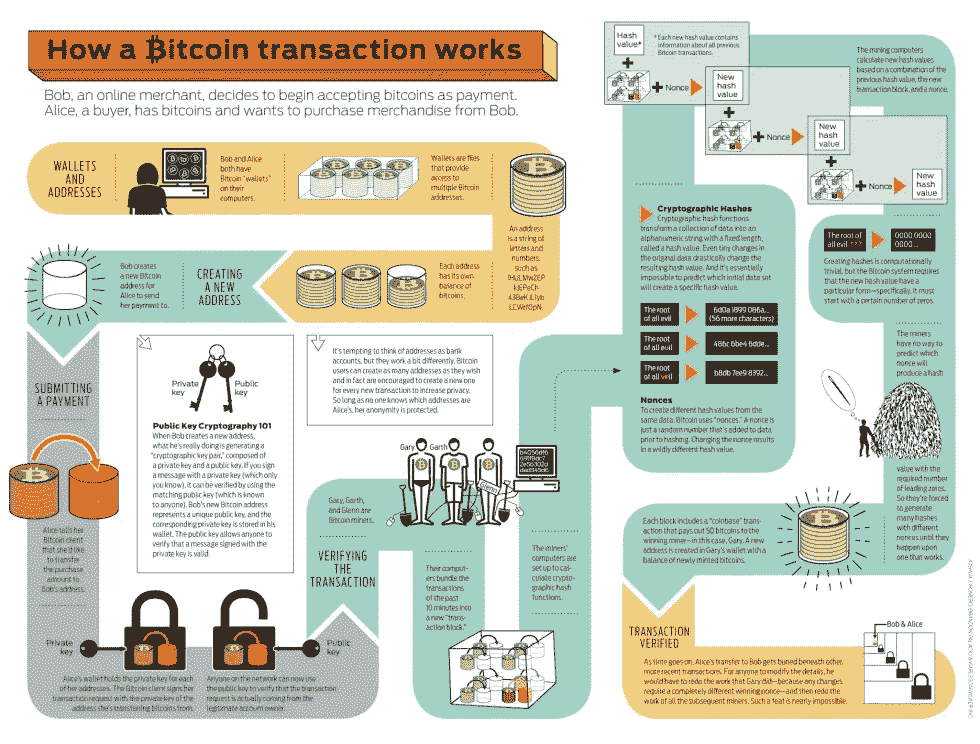 How a Bitcoin transaction works
Bob, an online merchant, decides to begin accepting bitcoins as payment.
Alice, a buyer, has bitcoins and wants to purchase merchandise from Bob.
WALLETS
AND
ADDRESSES
Bob and Alice
both have
Bitcoin "wallets"
on their
computers.
Wallets are files
that provide
access to
multiple Bitcoin
addresses.
An address
is a string of
letters and
numbers,
such as
Each address
has its own
balance of
bitcoins.
CREATING
A NEW
ADDRESS
Bob creates
a new Bitcoin
address for
Alice to send
her payment to.
SUBMITTING
A PAYMENT
Private
key
Public
key
Public Key Cryptography 101
When Bob creates a new address,
what he's really doing is generating a
"cryptographic key pair," composed of
a private key and a public key. If you sign
a message with a private key (which only
you know), it can be verified by using the
matching public key (which is known
to anyone). Bob's new Bitcoin address
represents a unique public key, and the
corresponding private key is stored in his
wallet. The public key allows anyone to
verify that a message signed with the
private key is valid.
It's tempting to think of addresses as bank
accounts, but they work a bit differently. Bitcoin
users can create as many addresses as they wish
and in fact are encouraged to create a new one
for every new transaction to increase privacy.
So long as no one knows which addresses are
Alice's, her anonymity is protected.
Alice tells her
Bitcoin client
that she'd like
to transfer
the purchase
amount to
Bob's address.
Private
key
Public
key
Alice's wallet holds the private key for each
of her addresses. The Bitcoin client signs her
transaction request with the private key of the
address she's transferring bitcoins from.
Anyone on the network can now use
the public key to verify that the transaction
request is actually coming from the
legitimate account owner.
VERIFYING
THE
TRANSACTION
Gary
Garth
Glenn
Gary, Garth,
and Glenn are
Bitcoin miners.
Their comput-
ers bundle the
transactions
of the past
10 minutes into
a new "trans-
action block."
The miners'
computers are
set up to cal-
culate crypto-
graphic hash
functions.
Cryptographic Hashes
Cryptographic hash functions
transform a collection of data into an
alphanumeric string with a fixed length,
called a hash value. Even tiny changes in
the original data drastically change the
resulting hash value. And it's essentially
impossible to predict which initial data set
will create a specific hash value.
The root
of all evil
6d0a 1899 086a...
(56 more characters)
The root
of all evil
486c 6be4 6dde...
The root
of all evil
b8db 7ee9 8392...
Nonces
To create different hash values from the
same data, Bitcoin uses "nonces." A nonce is
just a random number that's added to data
prior to hashing. Changing the nonce results
in a wildly different hash value.
Hash
value*
* Each new hash value contains
information about all previous
Bitcoin transactions.
+
+ Nonce
New
hash
value
+
+ Nonce
New
hash
value
+
+ Nonce
New
hash
value
The mining computers
calculate new hash values
based on a combination of the
previous hash value, the new
transaction block, and a nonce.
The root of
all evil ???
0000 0000
0000...
Creating hashes is computationally
trivial, but the Bitcoin system requires
that the new hash value have a
particular form—specifically, it must
start with a certain number of zeros.
The miners
have no way to
predict which
nonce will
produce a hash
value with the
required number
of leading zeros.
So they're forced
to generate
many hashes
with different
nonces until they
happen upon
one that works.
Each block includes a "coinbase" trans-
action that pays out 50 bitcoins to the
winning miner—in this case, Gary. A new
address is created in Gary's wallet with a
balance of newly minted bitcoins.
TRANSACTION
VERIFIED
As time goes on, Alice's transfer to Bob gets buried beneath other,
more recent transactions. For anyone to modify the details, he
would have to redo the work that Gary did—because any changes
require a completely different winning nonce—and then redo the
work of all the subsequent miners. Such a feat is nearly impossible.
Bob & Alice